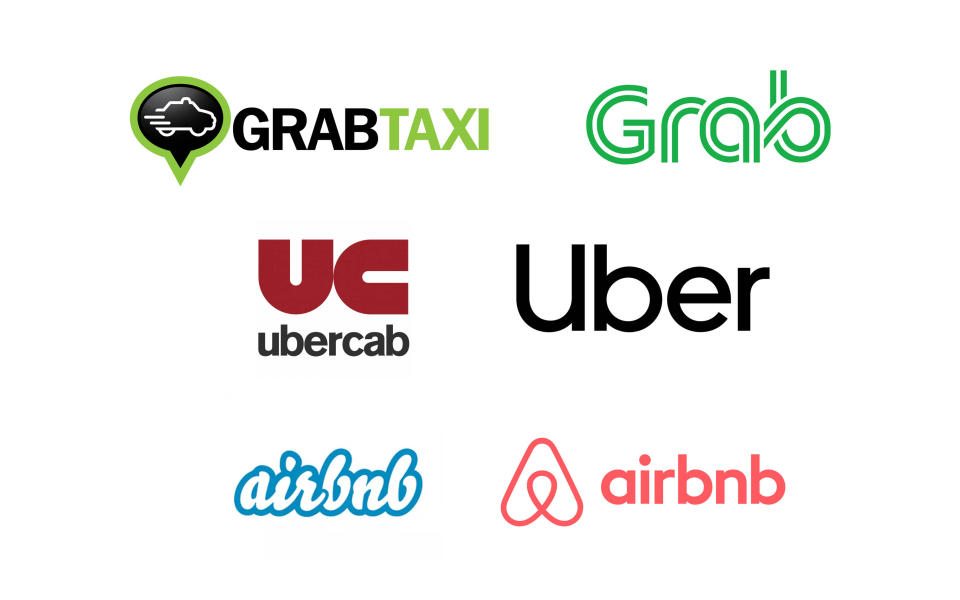 GRABTAXI
Grab
UC
ubercab
Uber
airbnb
airbnb